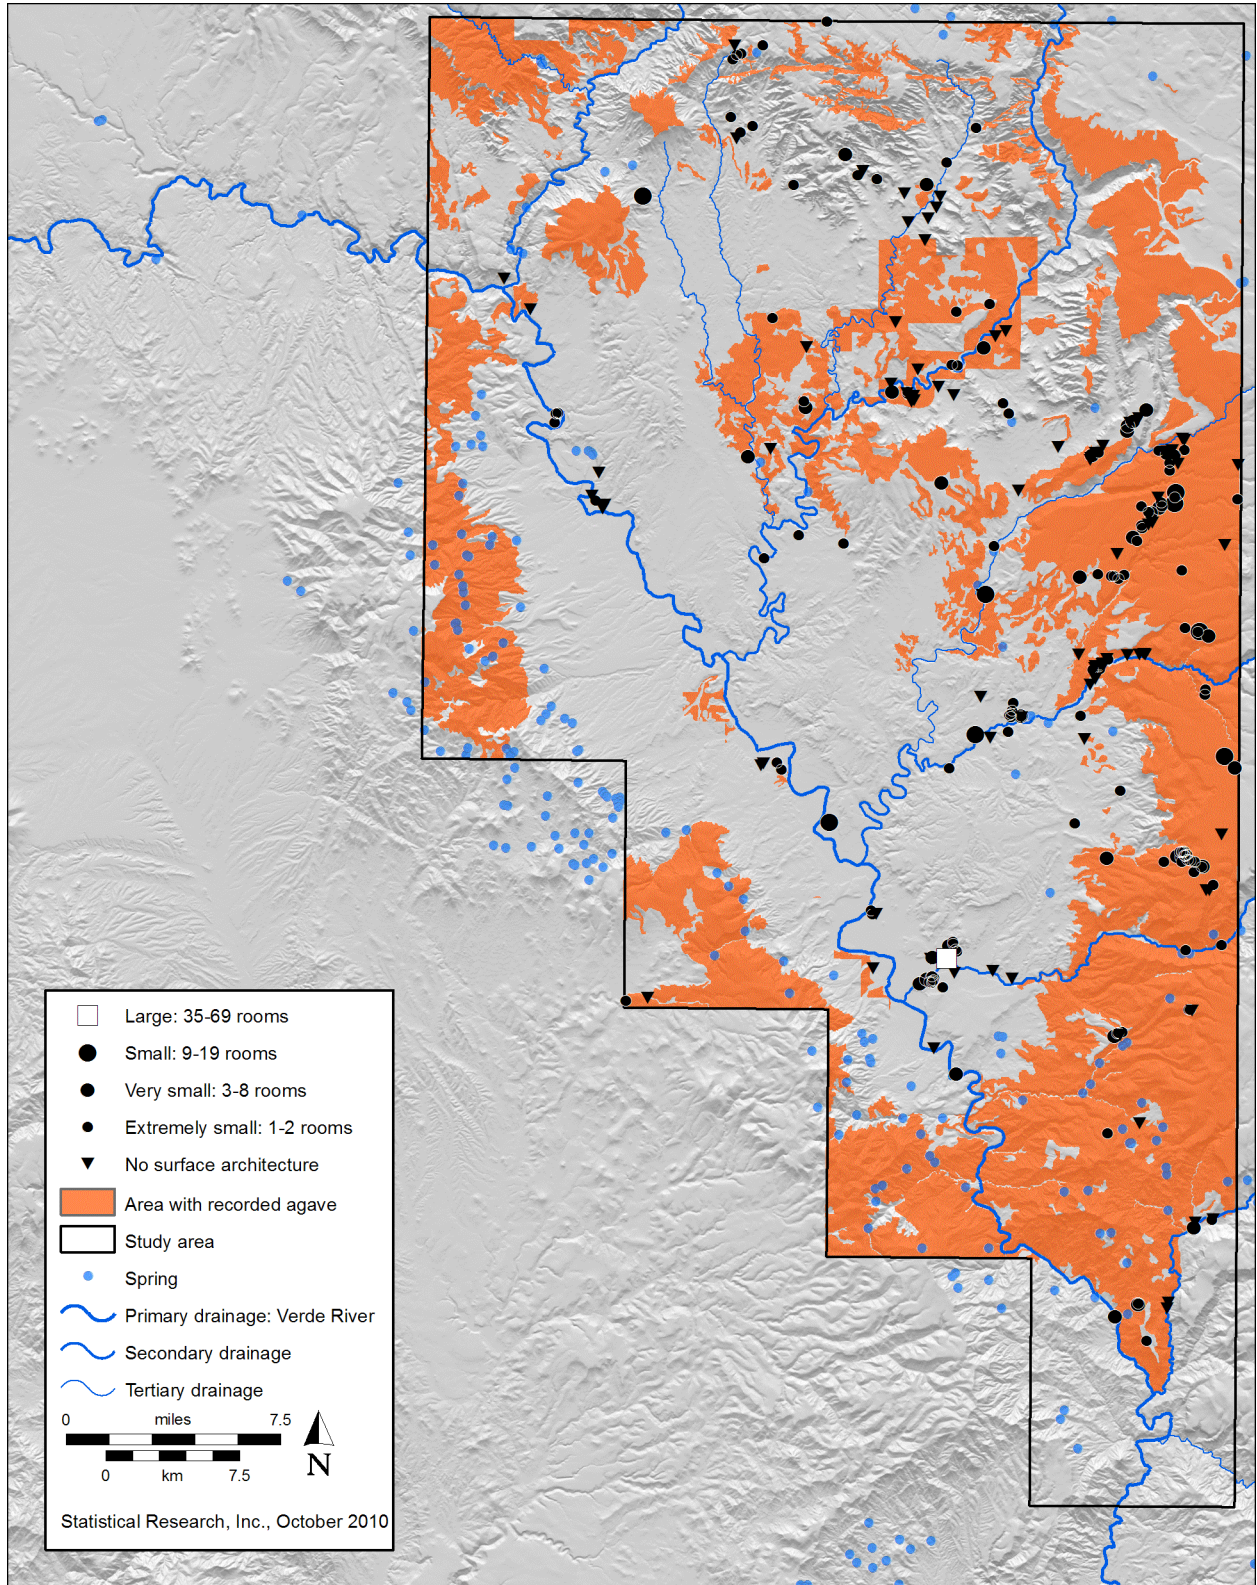 Large: 35-69 rooms
Small: 9-19 rooms
Very small: 3-8 rooms
Extremely small: 1-2 rooms
No surface architecture
Area with recorded agave
Study area
Spring
Primary drainage: Verde River
Secondary drainage
Tertiary drainage
0 miles 7.5
0 km 7.5
N
Statistical Research, Inc., October 2010